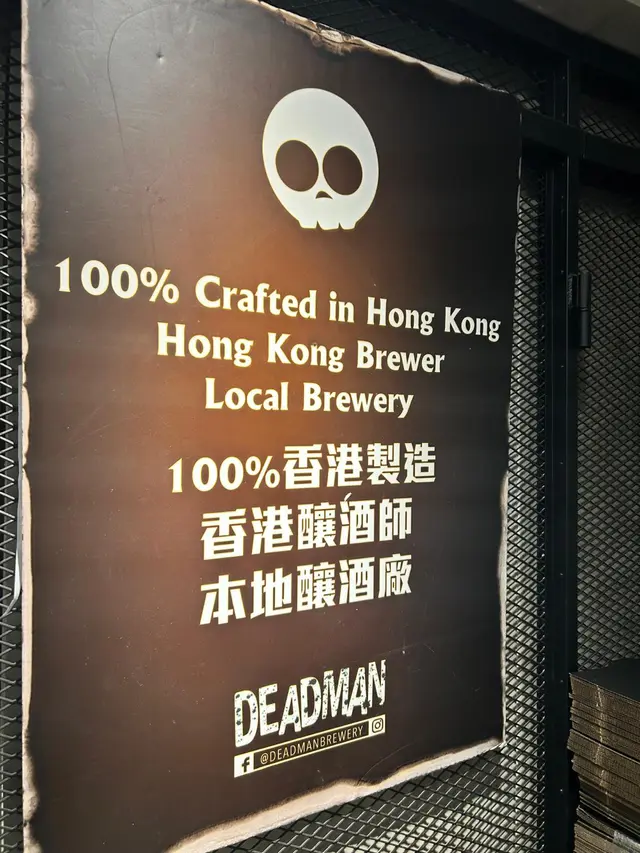 100% Crafted in Hong Kong
Hong Kong Brewer
Local Brewery
100%香港製造
香港釀酒師
本地釀酒廠
DEADMAN
@DEADMANBREWERY